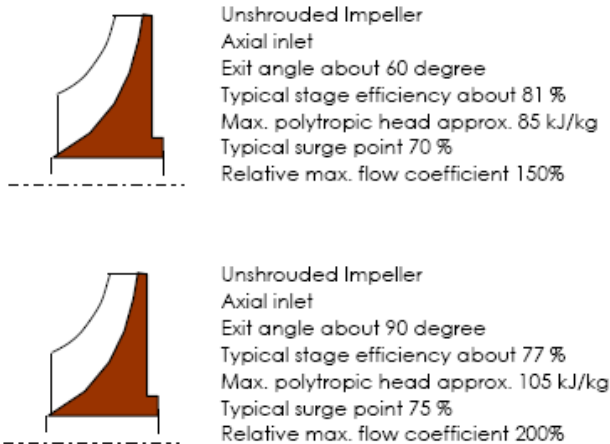 Unshrouded Impeller
Axial inlet
Exit angle about 60 degree
Typical stage efficiency about 81 %
Max. polytropic head approx. 85 kJ/kg
Typical surge point 70 %
Relative max. flow coefficient 150%
Unshrouded Impeller
Axial inlet
Exit angle about 90 degree
Typical stage efficiency about 77 %
Max. polytropic head approx. 105 kJ/kg
Typical surge point 75 %
Relative max. flow coefficient 200%